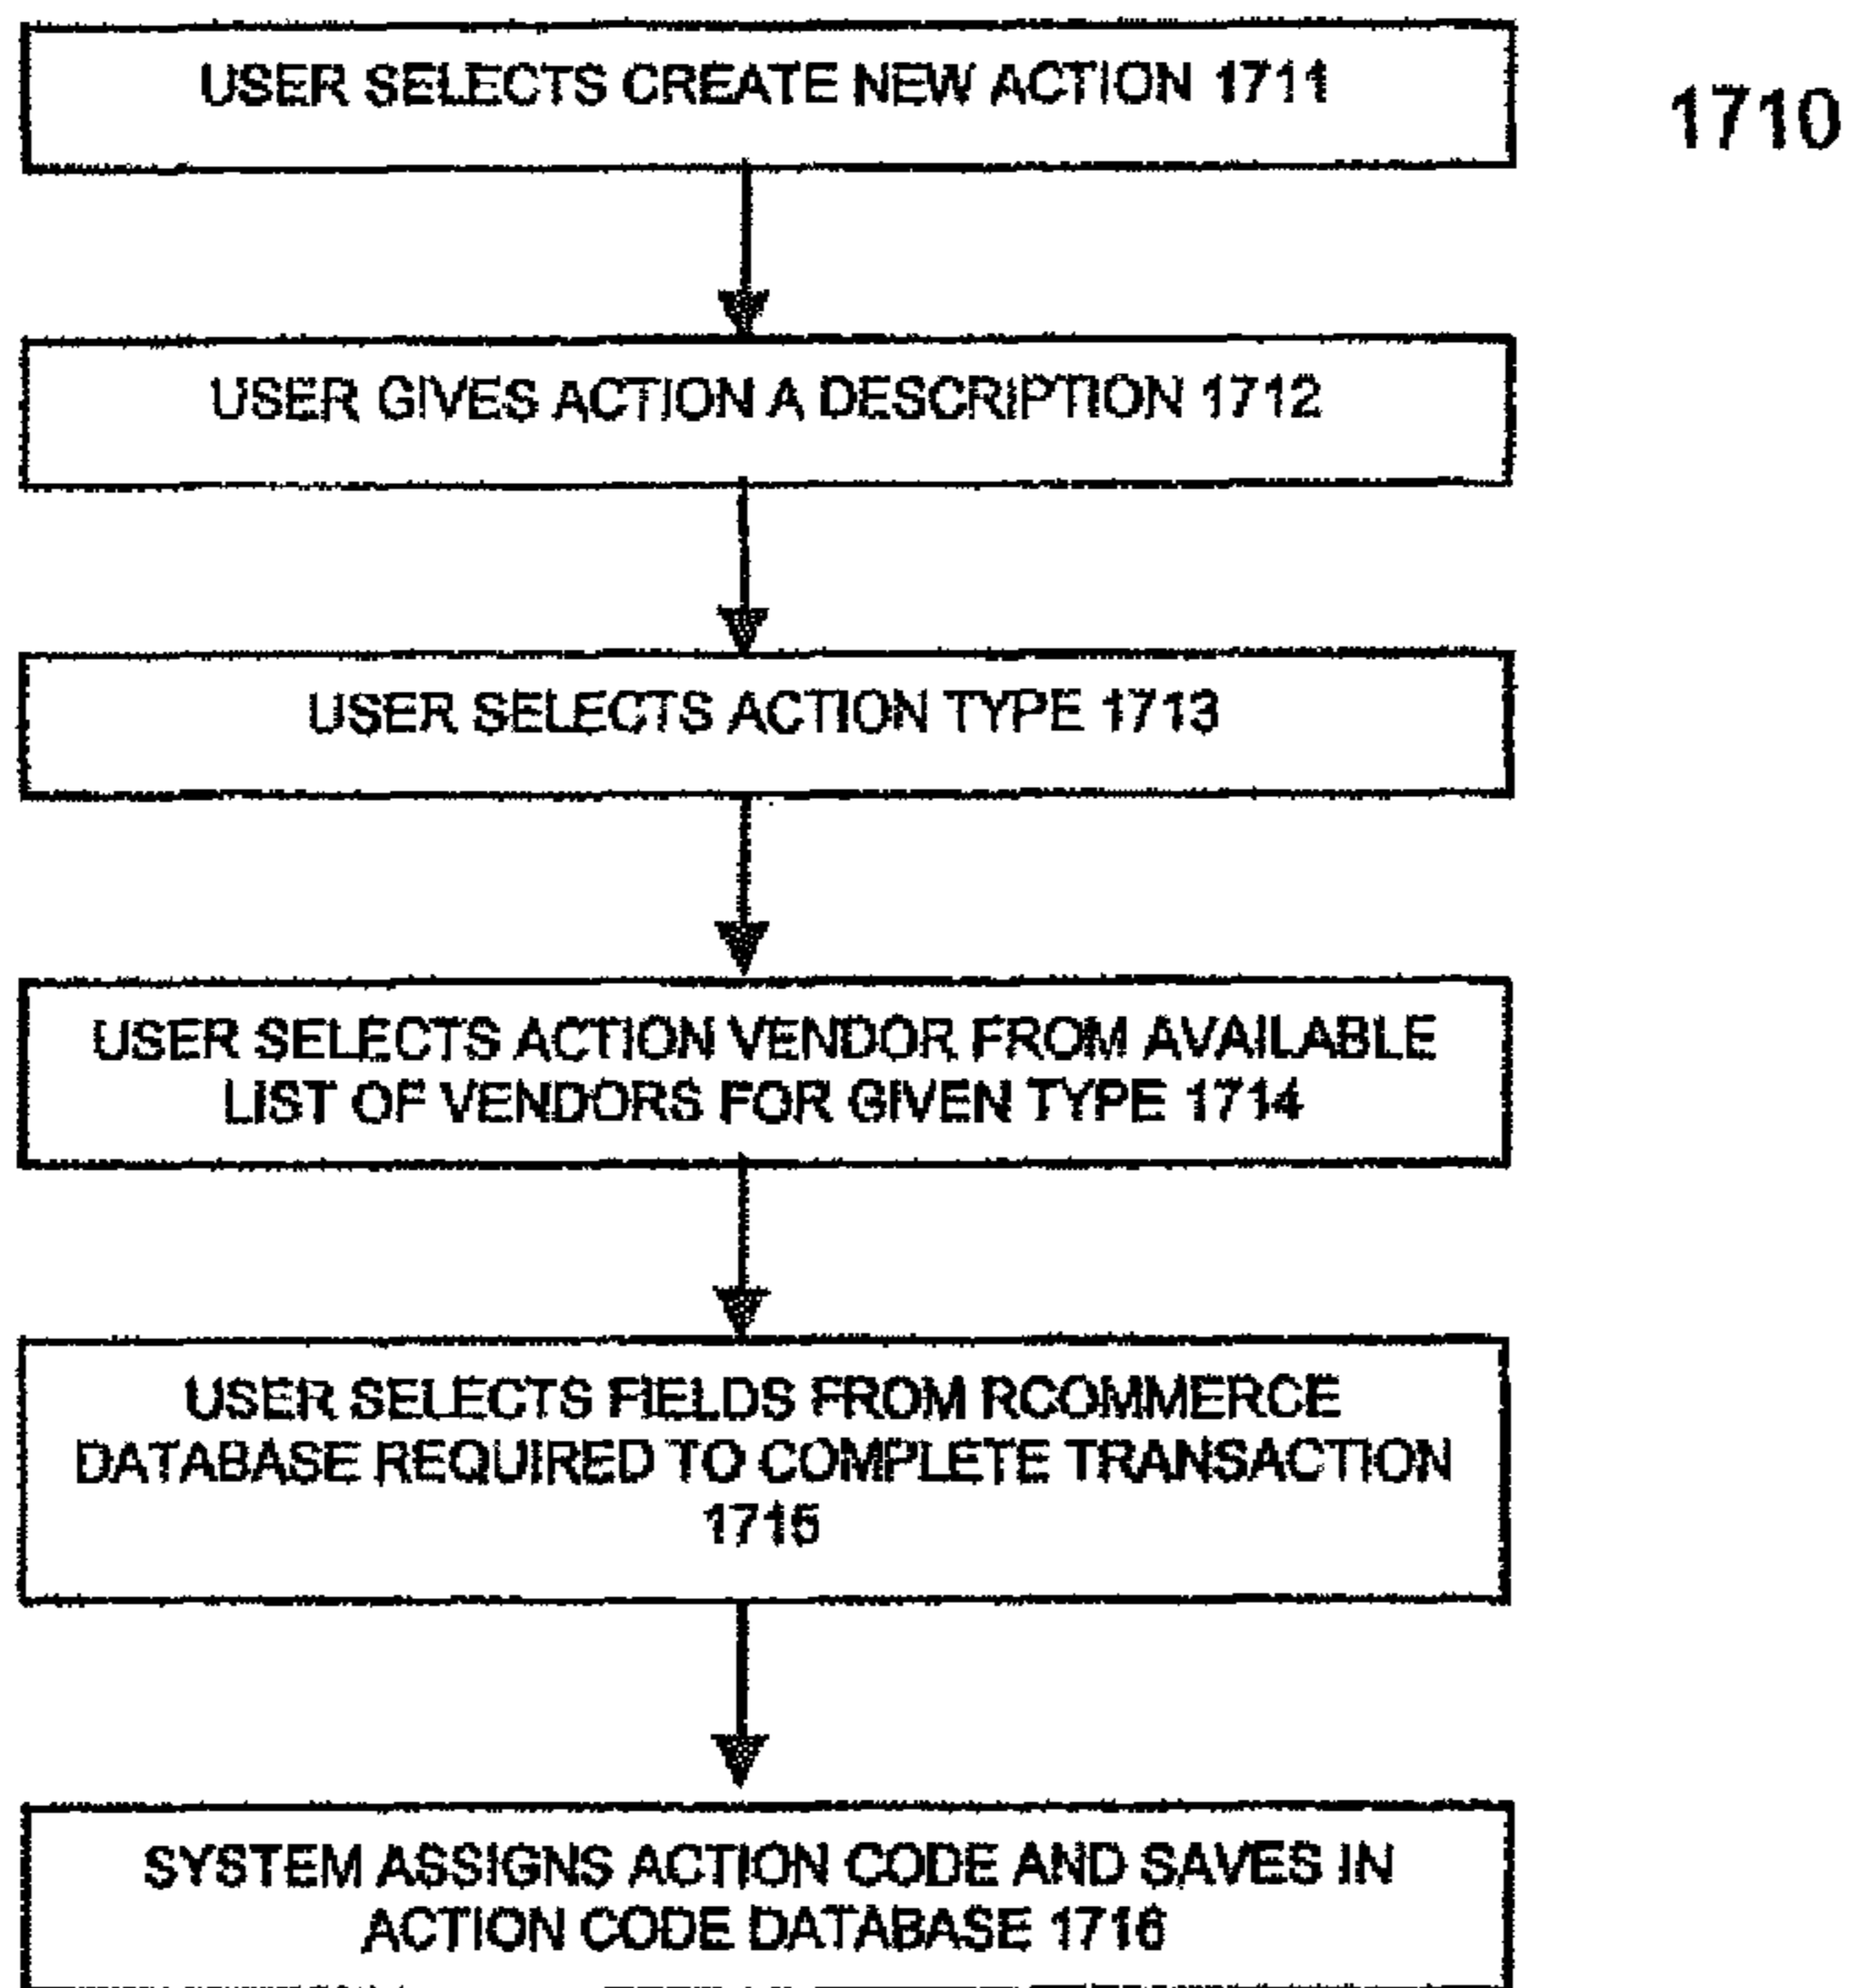 USER SELECTS CREATE NEW ACTION 1711
1710
USER GIVES ACTION A DESCRIPTION 1712
USER SELECTS ACTION TYPE 1713
USER SELECTS ACTION VENDOR FROM AVAILABLE
LIST OF VENDORS FOR GIVEN TYPE 1714
USER SELECTS FIELDS FROM RCOMMERCE
DATABASE REQUIRED TO COMPLETE TRANSACTION
1715
SYSTEM ASSIGNS ACTION CODE AND SAVES IN
ACTION CODE DATABASE 1716